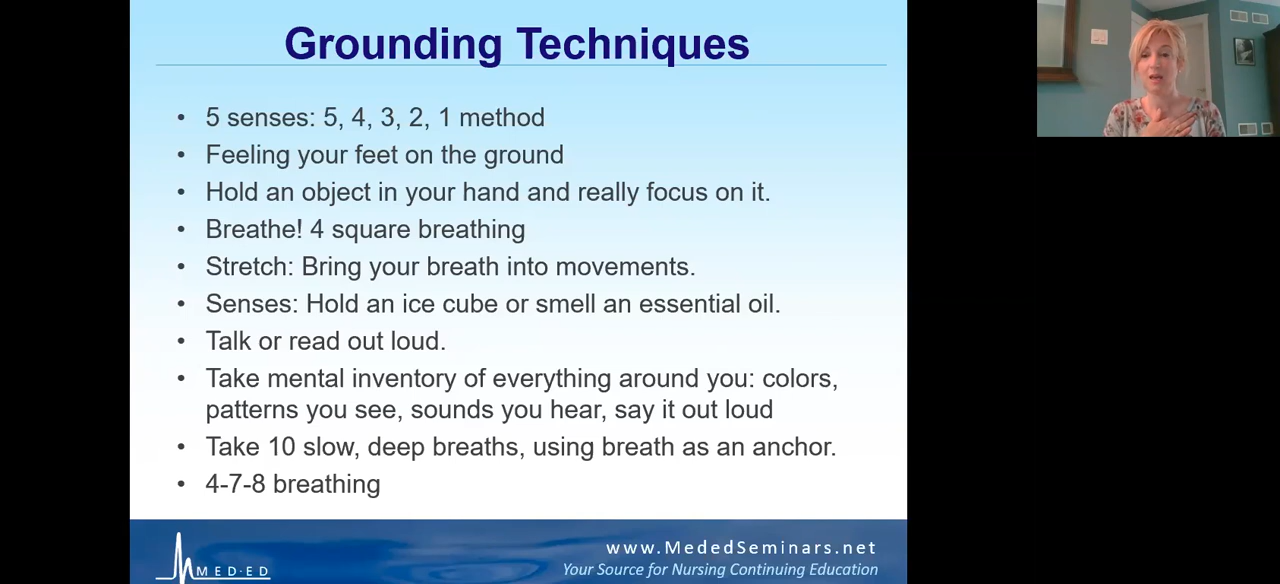 Grounding Techniques
• 5 senses: 5, 4, 3, 2, 1 method
• Feeling your feet on the ground
• Hold an object in your hand and really focus on it.
• Breathe! 4 square breathing
• Stretch: Bring your breath into movements.
• Senses: Hold an ice cube or smell an essential oil.
• Talk or read out loud.
• Take mental inventory of everything around you: colors,
patterns you see, sounds you hear, say it out loud
• Take 10 slow, deep breaths, using breath as an anchor.
• 4-7-8 breathing
MED·ED
www.MededSeminars.net
Your Source for Nursing Continuing Education